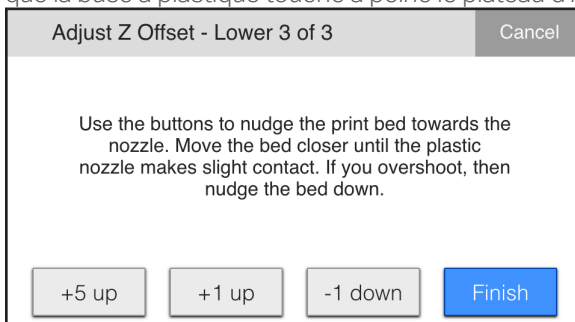 Adjust Z Offset - Lower 3 of 3
Cancel
Use the buttons to nudge the print bed towards the
nozzle. Move the bed closer until the plastic
nozzle makes slight contact. If you overshoot, then
nudge the bed down.
+5 up
+1 up
-1 down
Finish